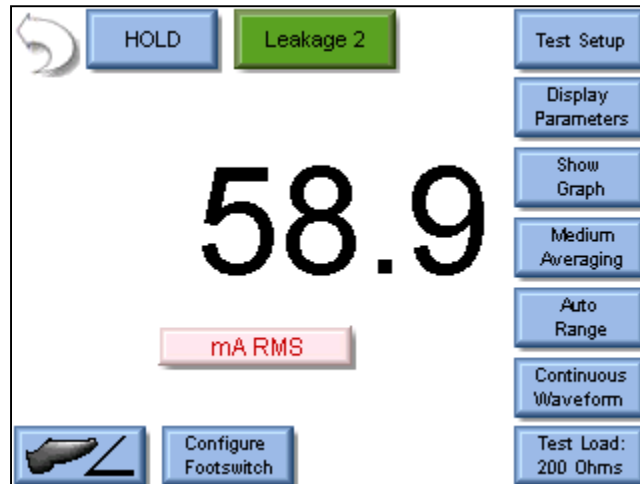 HOLD
Leakage 2
Test Setup
Display
Parameters
Show
Graph
58.9
Medium
Averaging
Auto
Range
mA RMS
Continuous
Waveform
Configure
Footswitch
Test Load:
200 Ohms